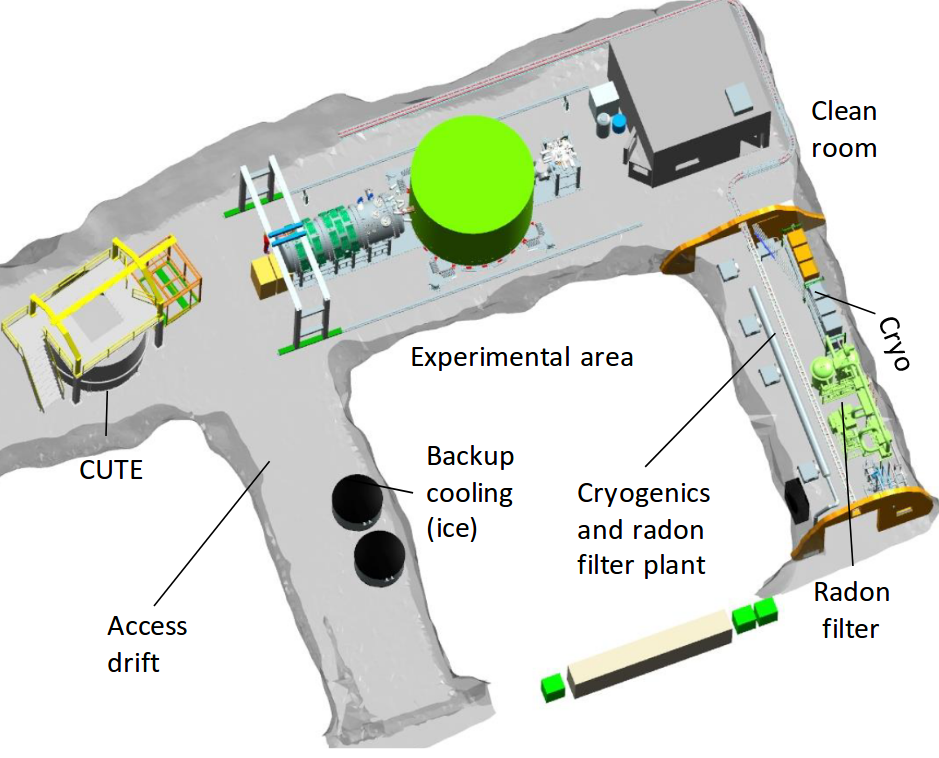 Clean
room
Cryo
Experimental area
CUTE
Backup
cooling
(ice)
Cryogenics
and radon
filter plant
Radon
filter
Access
drift